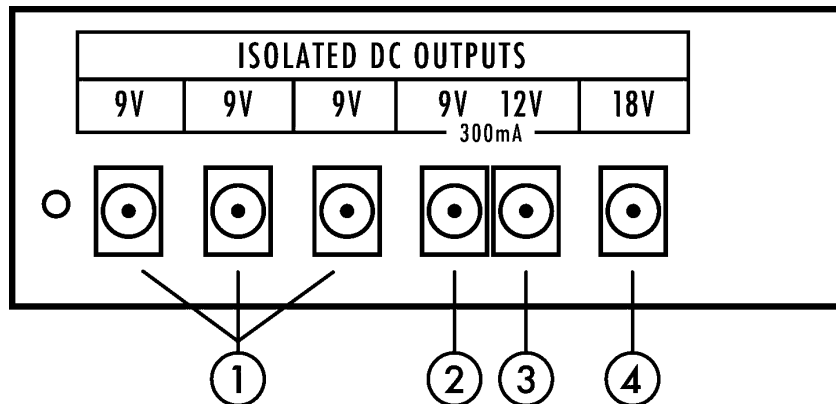 ISOLATED DC OUTPUTS
9V 9V 9V 9V 12V 18V
300mA
1 2 3 4